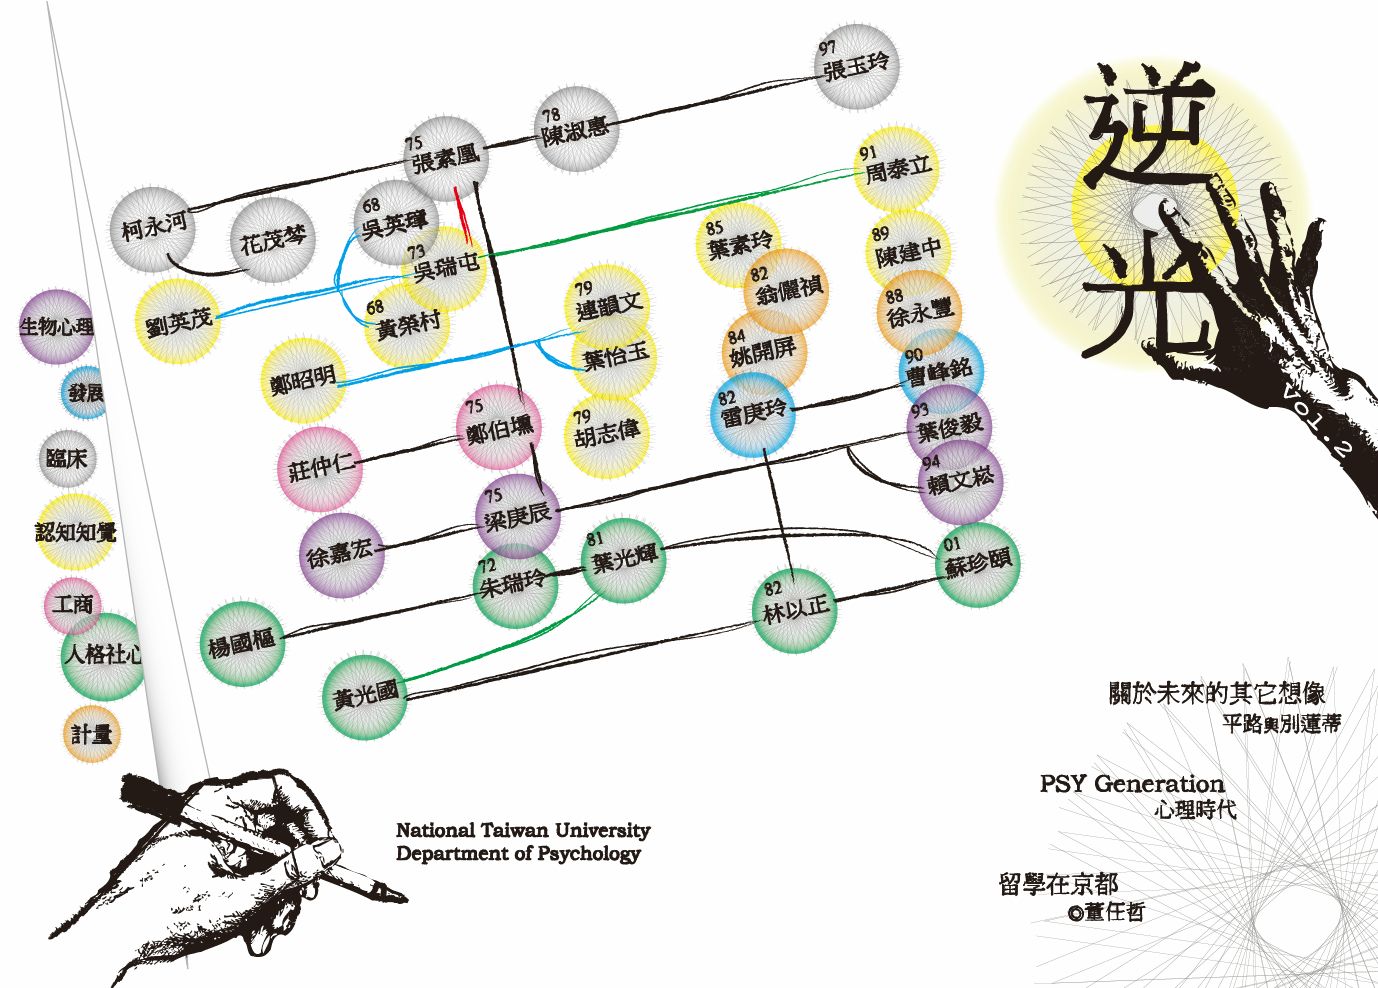 97
張玉玲
78
陳淑惠
75
張素凰
柯永河
花茂棽
68
吳英璋
73
吳瑞屯
91
周泰立
85
葉素玲
89
陳建中
劉英茂
68
黃榮村
79
連韻文
82
翁儷禎
88
徐永豐
葉怡玉
84
姚開屏
90
曹峰銘
鄭昭明
75
鄭伯壎
79
胡志偉
82
雷庚玲
93
葉俊毅
莊仲仁
94
賴文崧
徐嘉宏
75
梁庚辰
72
朱瑞玲
81
葉光輝
01
蘇珍頤
82
林以正
楊國樞
黃光國
生物心理
發展
臨床
認知知覺
工商
人格社心
計量
National Taiwan University
Department of Psychology
逆光
vol.2
關於未來的其它想像
平路與別蓮蒂
PSY Generation
心理時代
留學在京都
◎董任哲